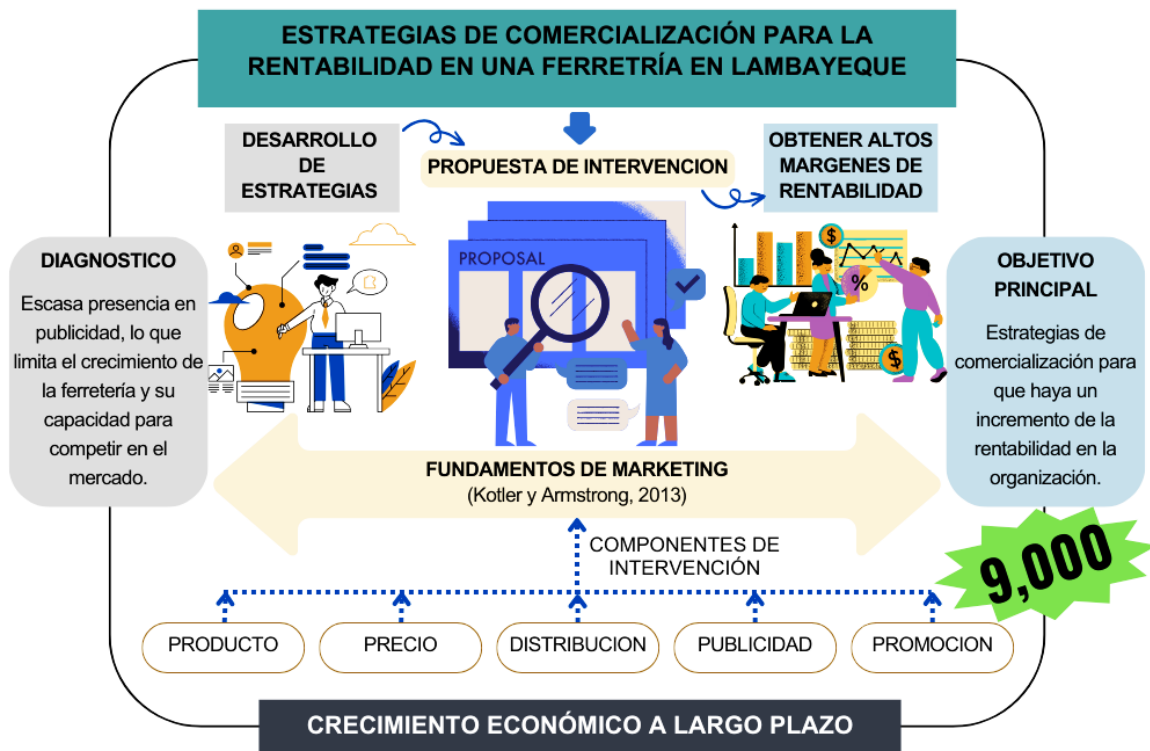 ESTRATEGIAS DE COMERCIALIZACIÓN PARA LA
RENTABILIDAD EN UNA FERRETRÍA EN LAMBAYEQUE
DESARROLLO
DE
ESTRATEGIAS
PROPUESTA DE INTERVENCION
OBTENER ALTOS
MARGENES DE
RENTABILIDAD
DIAGNOSTICO
Escasa presencia en
publicidad, lo que
limita el crecimiento de
la ferretería y su
capacidad para
competir en el
mercado.
PROPOSAL
$
%
$
OBJETIVO
PRINCIPAL
Estrategias de
comercialización para
que haya un
incremento de la
rentabilidad en la
organización.
FUNDAMENTOS DE MARKETING
(Kotler y Armstrong, 2013)
COMPONENTES DE
INTERVENCIÓN
9,000
PRODUCTO
PRECIO
DISTRIBUCION
PUBLICIDAD
PROMOCION
CRECIMIENTO ECONÓMICO A LARGO PLAZO